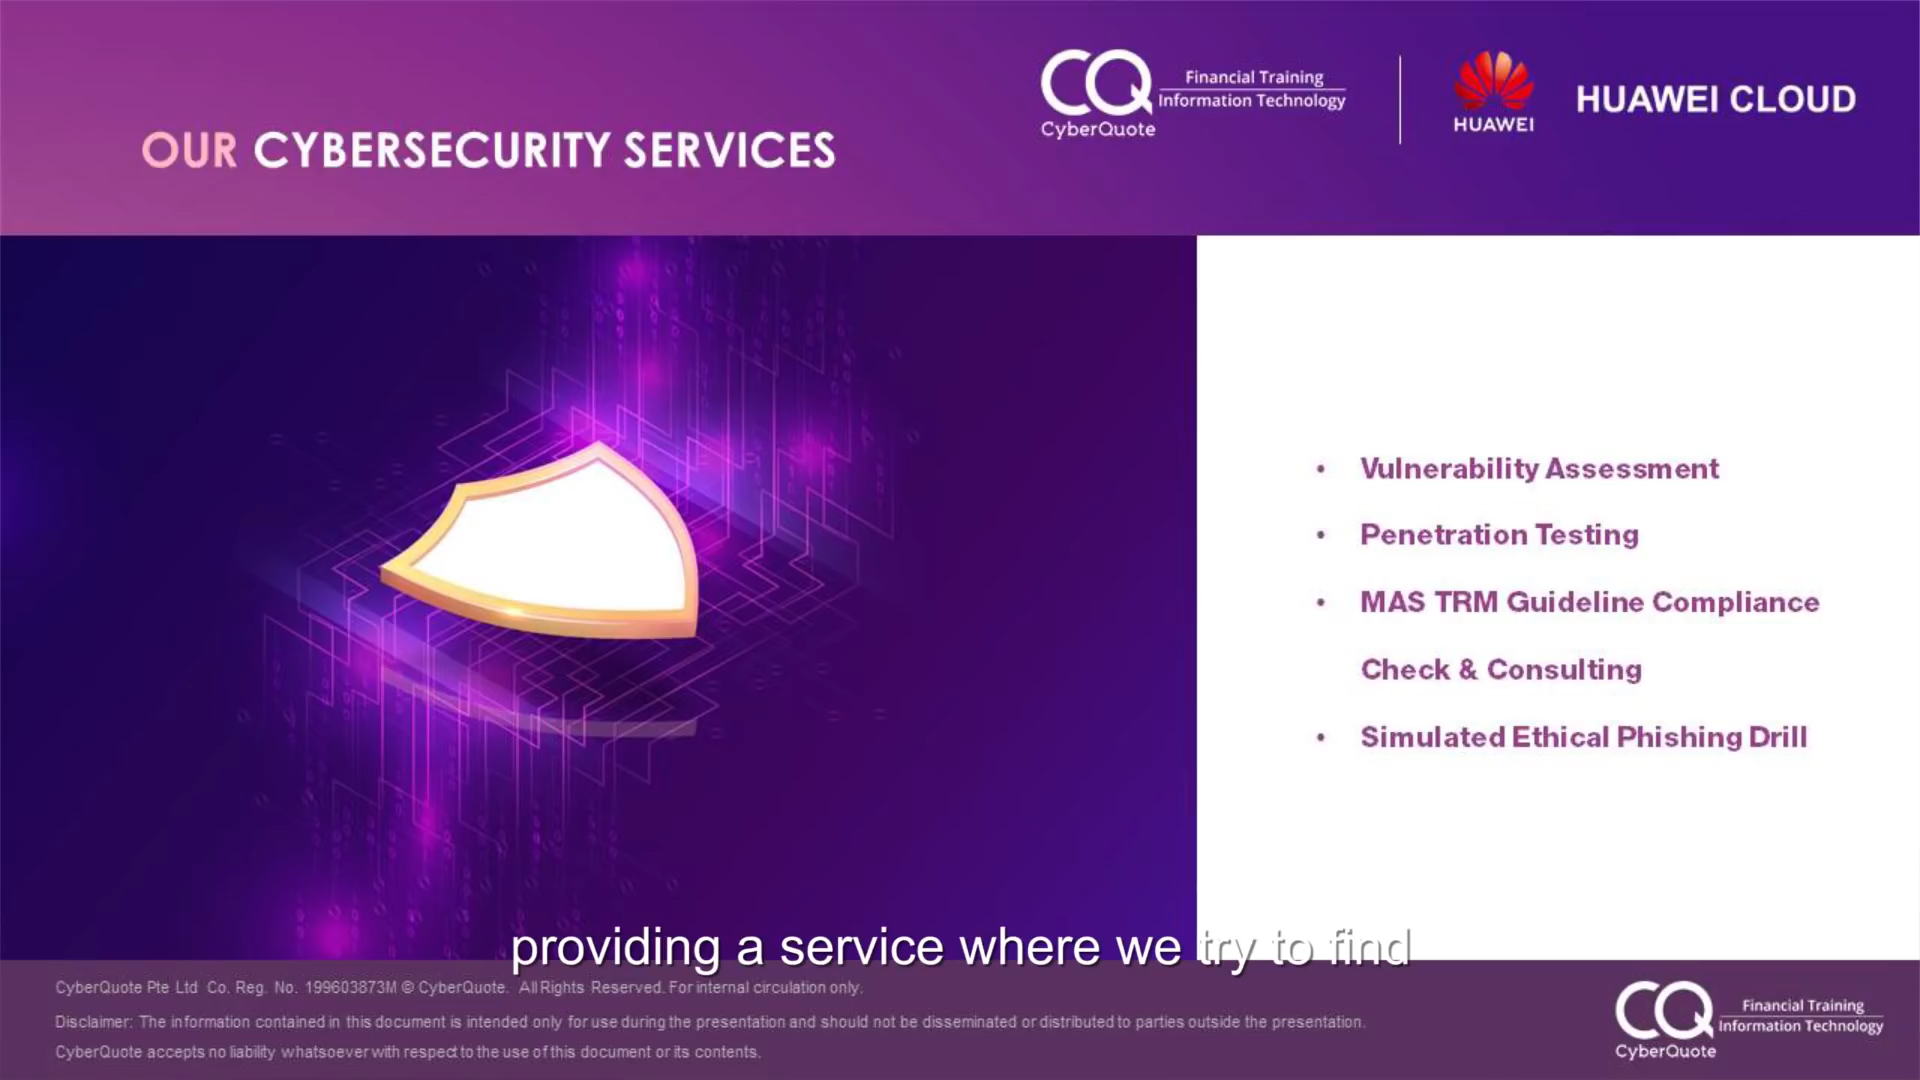 OUR CYBERSECURITY SERVICES
CQ
CyberQuote
Financial Training
Information Technology
HUAWEI
HUAWEI CLOUD
• Vulnerability Assessment
• Penetration Testing
• MAS TRM Guideline Compliance
Check & Consulting
• Simulated Ethical Phishing Drill
providing a service where we try to find
CyberQuote Pte Ltd Co. Reg. No. 199603873M © CyberQuote. All Rights Reserved. For internal circulation only.
Disclaimer: The information contained in this document is intended only for use during the presentation and should not be disseminated or distributed to parties outside the presentation.
CyberQuote accepts no liability whatsoever with respect to the use of this document or its contents.
CQ
CyberQuote
Financial Training
Information Technology